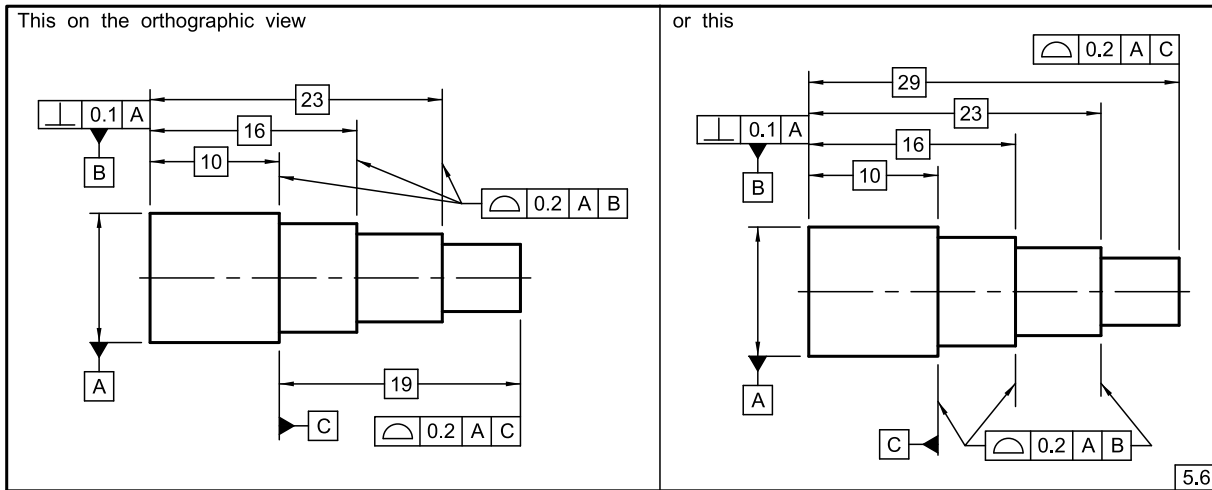 This on the orthographic view
23
⊥ 0.1 A
16
B
10
⌓ 0.2 A B
A
19
C
⌓ 0.2 A C
or this
⌓ 0.2 A C
29
23
⊥ 0.1 A
16
B
10
A
C
⌓ 0.2 A B
5.6